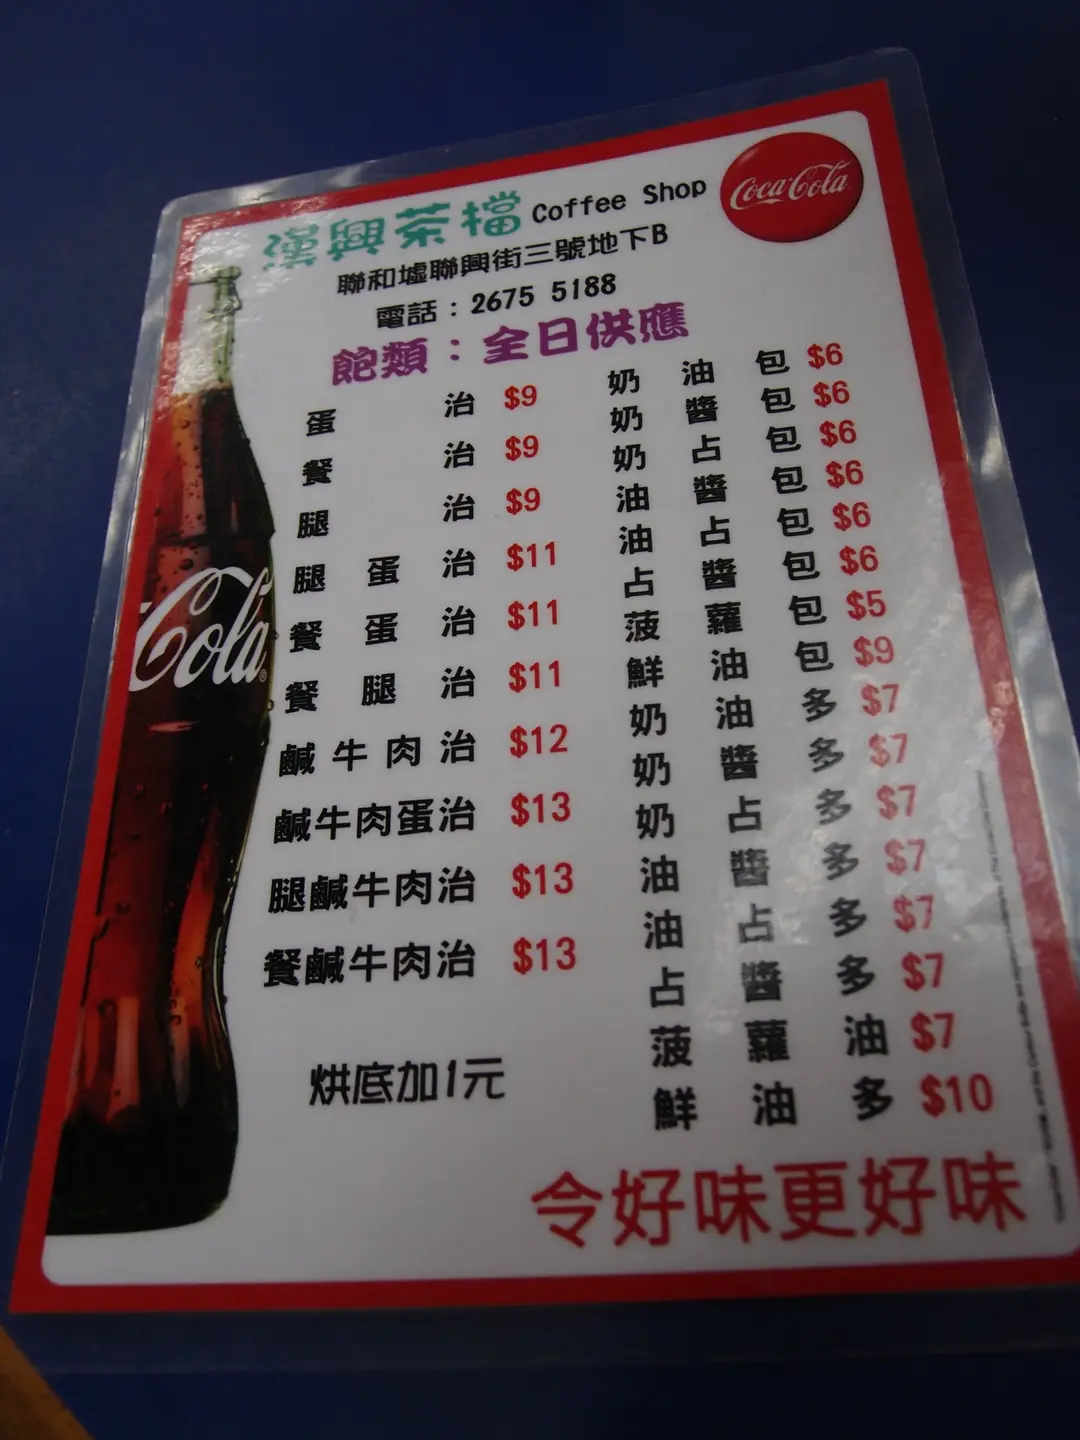 漢興茶檔 Coffee Shop
Coca-Cola
聯和墟聯興街三號地下B
電話：2675 5188
飽類：全日供應
蛋治 $9
餐治 $9
腿治 $9
腿蛋治 $11
餐蛋治 $11
餐腿治 $11
鹹牛肉治 $12
鹹牛肉蛋治 $13
腿鹹牛肉治 $13
餐鹹牛肉治 $13
烘底加1元
奶油包 $6
奶醬包 $6
奶占包 $6
油醬包 $6
油占包 $6
占醬包 $6
菠蘿包 $5
鮮油包 $9
奶油多 $7
奶醬多 $7
奶占多 $7
油醬多 $7
油占多 $7
占醬多 $7
菠蘿油 $7
鮮油多 $10
令好味更好味
Cola